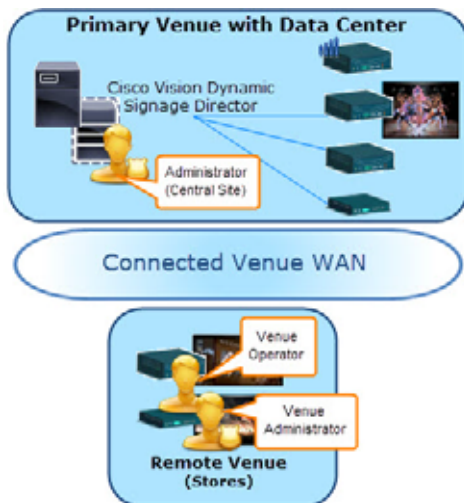 Primary Venue with Data Center
Cisco Vision Dynamic
Signage Director
Administrator
(Central Site)
Connected Venue WAN
Venue
Operator
Venue
Administrator
Remote Venue
(Stores)